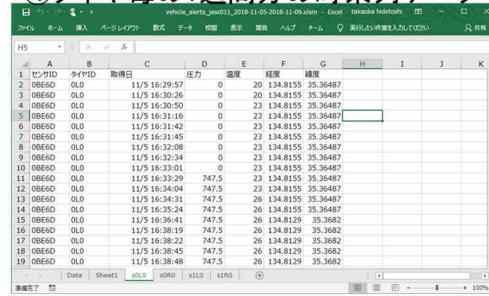 vehicle_alerts_jesc011_2018-11-05-2018-11-09.xlsm - Excel takaoka hidetoshi
ファイル ホーム 挿入 ページレイアウト 数式 データ 校閲 表示 開発 ヘルプ チーム 実行したい作業を入力してください 共有
H5 fx
A B C D E F G H I J K
1 センサID タイヤID 取得日 圧力 温度 経度 緯度
2 0BE6D 0L0 11/5 16:29:57 0 20 134.8155 35.36487
3 0BE6D 0L0 11/5 16:30:26 0 20 134.8155 35.36487
4 0BE6D 0L0 11/5 16:30:50 0 23 134.8155 35.36487
5 0BE6D 0L0 11/5 16:31:16 0 23 134.8155 35.36487
6 0BE6D 0L0 11/5 16:31:42 0 23 134.8155 35.36487
7 0BE6D 0L0 11/5 16:31:45 0 23 134.8155 35.36487
8 0BE6D 0L0 11/5 16:32:08 0 23 134.8155 35.36487
9 0BE6D 0L0 11/5 16:32:34 0 23 134.8155 35.36487
10 0BE6D 0L0 11/5 16:33:01 0 23 134.8155 35.36487
11 0BE6D 0L0 11/5 16:33:29 747.5 23 134.8155 35.36487
12 0BE6D 0L0 11/5 16:34:04 747.5 23 134.8155 35.36487
13 0BE6D 0L0 11/5 16:34:31 747.5 26 134.8155 35.36487
14 0BE6D 0L0 11/5 16:35:24 747.5 26 134.8155 35.36487
15 0BE6D 0L0 11/5 16:36:41 747.5 26 134.8129 35.3682
16 0BE6D 0L0 11/5 16:38:19 747.5 26 134.8129 35.3682
17 0BE6D 0L0 11/5 16:38:22 747.5 26 134.8129 35.3682
18 0BE6D 0L0 11/5 16:38:45 747.5 26 134.8129 35.3682
19 0BE6D 0L0 11/5 16:38:48 747.5 26 134.8129 35.3682
Data Sheet1 s0L0 s0R0 s1L0 s1R0
準備完了 100%